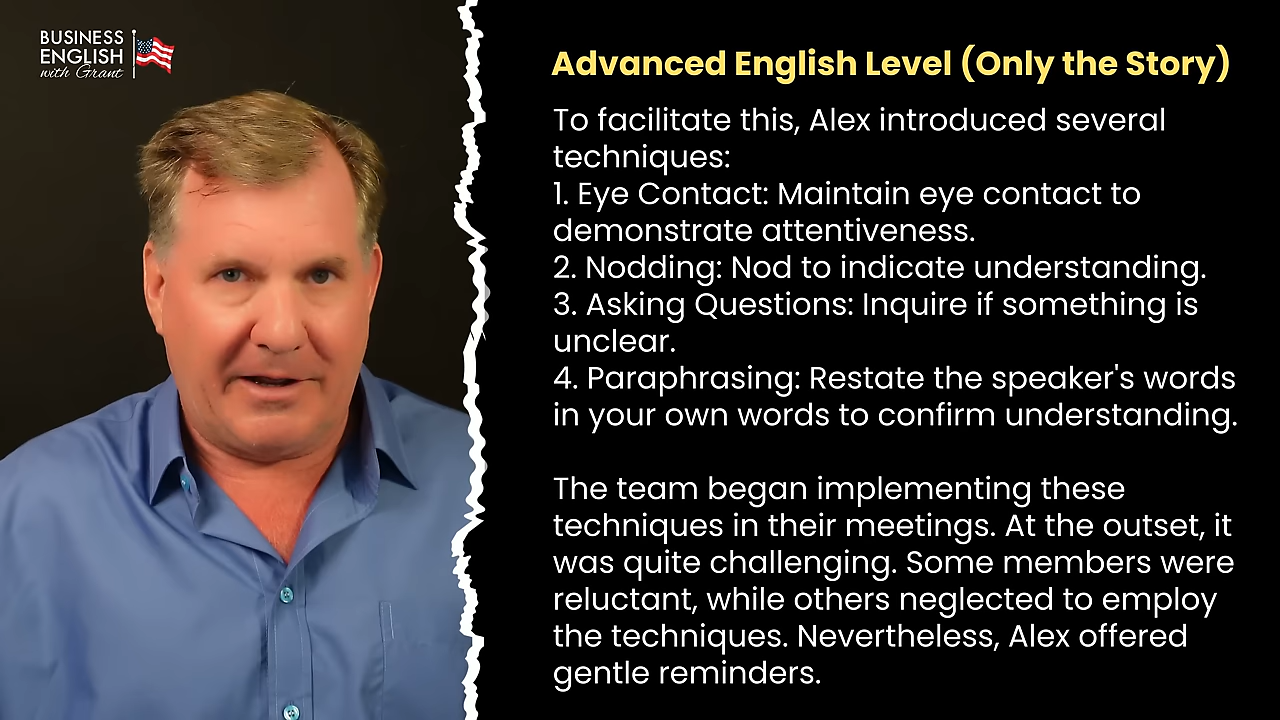 BUSINESS
ENGLISH
with Grant
Advanced English Level (Only the Story)
To facilitate this, Alex introduced several
techniques:
1. Eye Contact: Maintain eye contact to
demonstrate attentiveness.
2. Nodding: Nod to indicate understanding.
3. Asking Questions: Inquire if something is
unclear.
4. Paraphrasing: Restate the speaker's words
in your own words to confirm understanding.
The team began implementing these
techniques in their meetings. At the outset, it
was quite challenging. Some members were
reluctant, while others neglected to employ
the techniques. Nevertheless, Alex offered
gentle reminders.